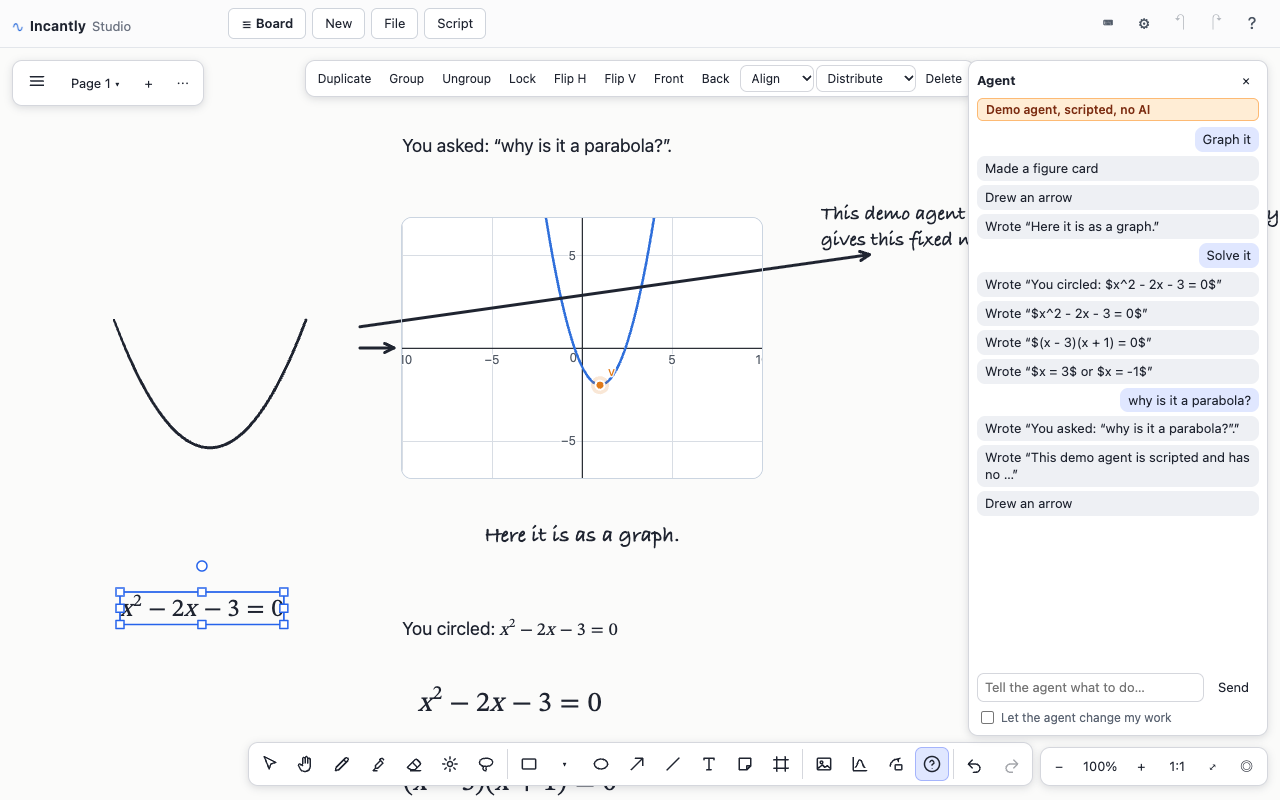 Incantly Studio
≡ Board New File Script
?
Page 1 + ...
Duplicate Group Ungroup Lock Flip H Flip V Front Back Align Distribute Delete
Agent ×
Demo agent, scripted, no AI
Graph it
Made a figure card
Drew an arrow
Wrote “Here it is as a graph.”
Solve it
Wrote “You circled: $x^2 - 2x - 3 = 0$”
Wrote “$x^2 - 2x - 3 = 0$”
Wrote “$(x - 3)(x + 1) = 0$”
Wrote “$x = 3$ or $x = -1$”
why is it a parabola?
Wrote “You asked: “why is it a parabola?”.”
Wrote “This demo agent is scripted and has
no ...”
Drew an arrow
Tell the agent what to do... Send
Let the agent change my work
You asked: “why is it a parabola?”.
This demo agent
gives this fixed
5
10 −5 0 5 1
V
−5
Here it is as a graph.
x² − 2x − 3 = 0
You circled: x² − 2x − 3 = 0
x² − 2x − 3 = 0
(x − 3)(x + 1) = 0
− 100% + 1:1